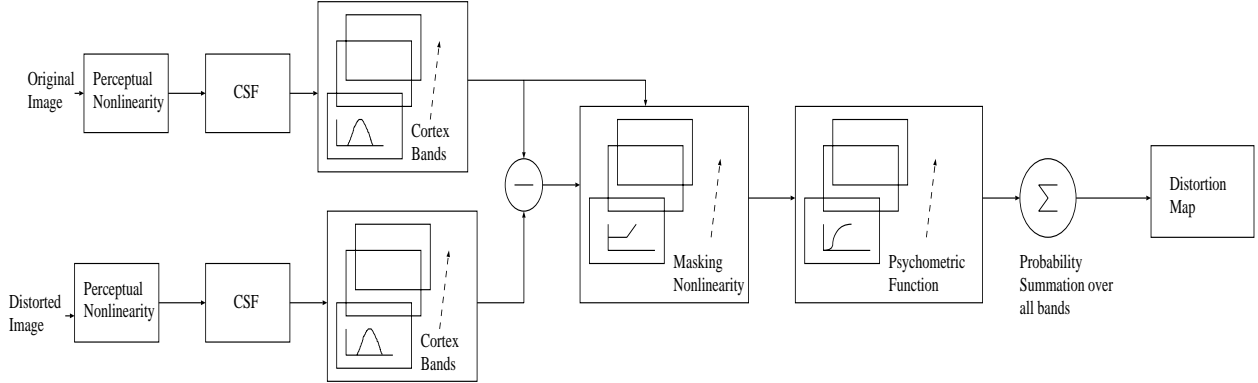 Original
Image
Perceptual
Nonlinearity
CSF
Cortex
Bands
Distorted
Image
Perceptual
Nonlinearity
CSF
Cortex
Bands
—
Masking
Nonlinearity
Psychometric
Function
Σ
Probability
Summation over
all bands
Distortion
Map